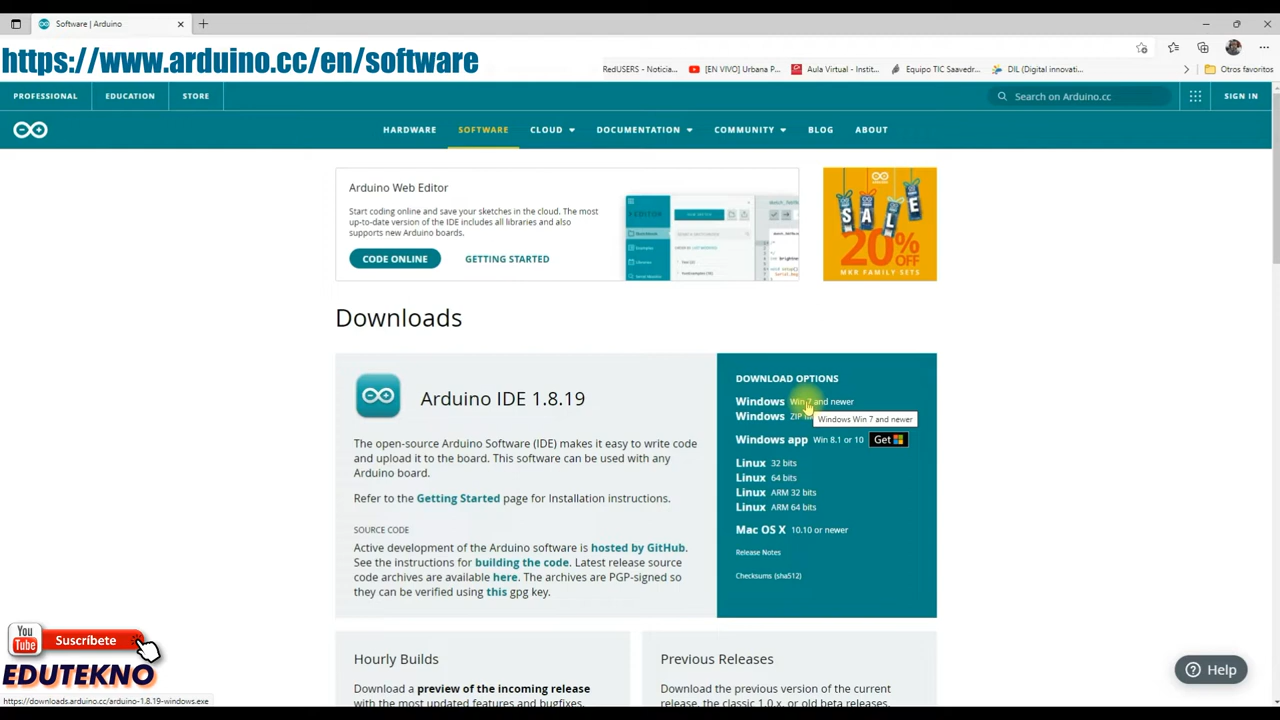 Software | Arduino
https://www.arduino.cc/en/software
RedUSERS - Noticia...
[EN VIVO] Urbana P...
Aula Virtual - Instit...
Equipo TIC Saavedr...
DIL (Digital innovati...
Otros favoritos
PROFESSIONAL
EDUCATION
STORE
Search on Arduino.cc
SIGN IN
HARDWARE
SOFTWARE
CLOUD
DOCUMENTATION
COMMUNITY
BLOG
ABOUT
Arduino Web Editor
Start coding online and save your sketches in the cloud. The most
up-to-date version of the IDE includes all libraries and also
supports new Arduino boards.
CODE ONLINE
GETTING STARTED
SALE
20%
OFF
MKR FAMILY SETS
Downloads
Arduino IDE 1.8.19
The open-source Arduino Software (IDE) makes it easy to write code
and upload it to the board. This software can be used with any
Arduino board.
Refer to the Getting Started page for Installation instructions.
SOURCE CODE
Active development of the Arduino software is hosted by GitHub.
See the instructions for building the code. Latest release source
code archives are available here. The archives are PGP-signed so
they can be verified using this gpg key.
DOWNLOAD OPTIONS
Windows Win 7 and newer
Windows ZIP
Windows Win 7 and newer
Windows app Win 8.1 or 10 Get
Linux 32 bits
Linux 64 bits
Linux ARM 32 bits
Linux ARM 64 bits
Mac OS X 10.10 or newer
Release Notes
Checksums (sha512)
Hourly Builds
Download a preview of the incoming release
with the most updated features and bugfixes.
Previous Releases
Download the previous version of the current
release, the classic 1.0.x, or old beta releases.
Help
You
Tube
Suscríbete
EDUTEKNO
https://downloads.arduino.cc/arduino-1.8.19-windows.exe